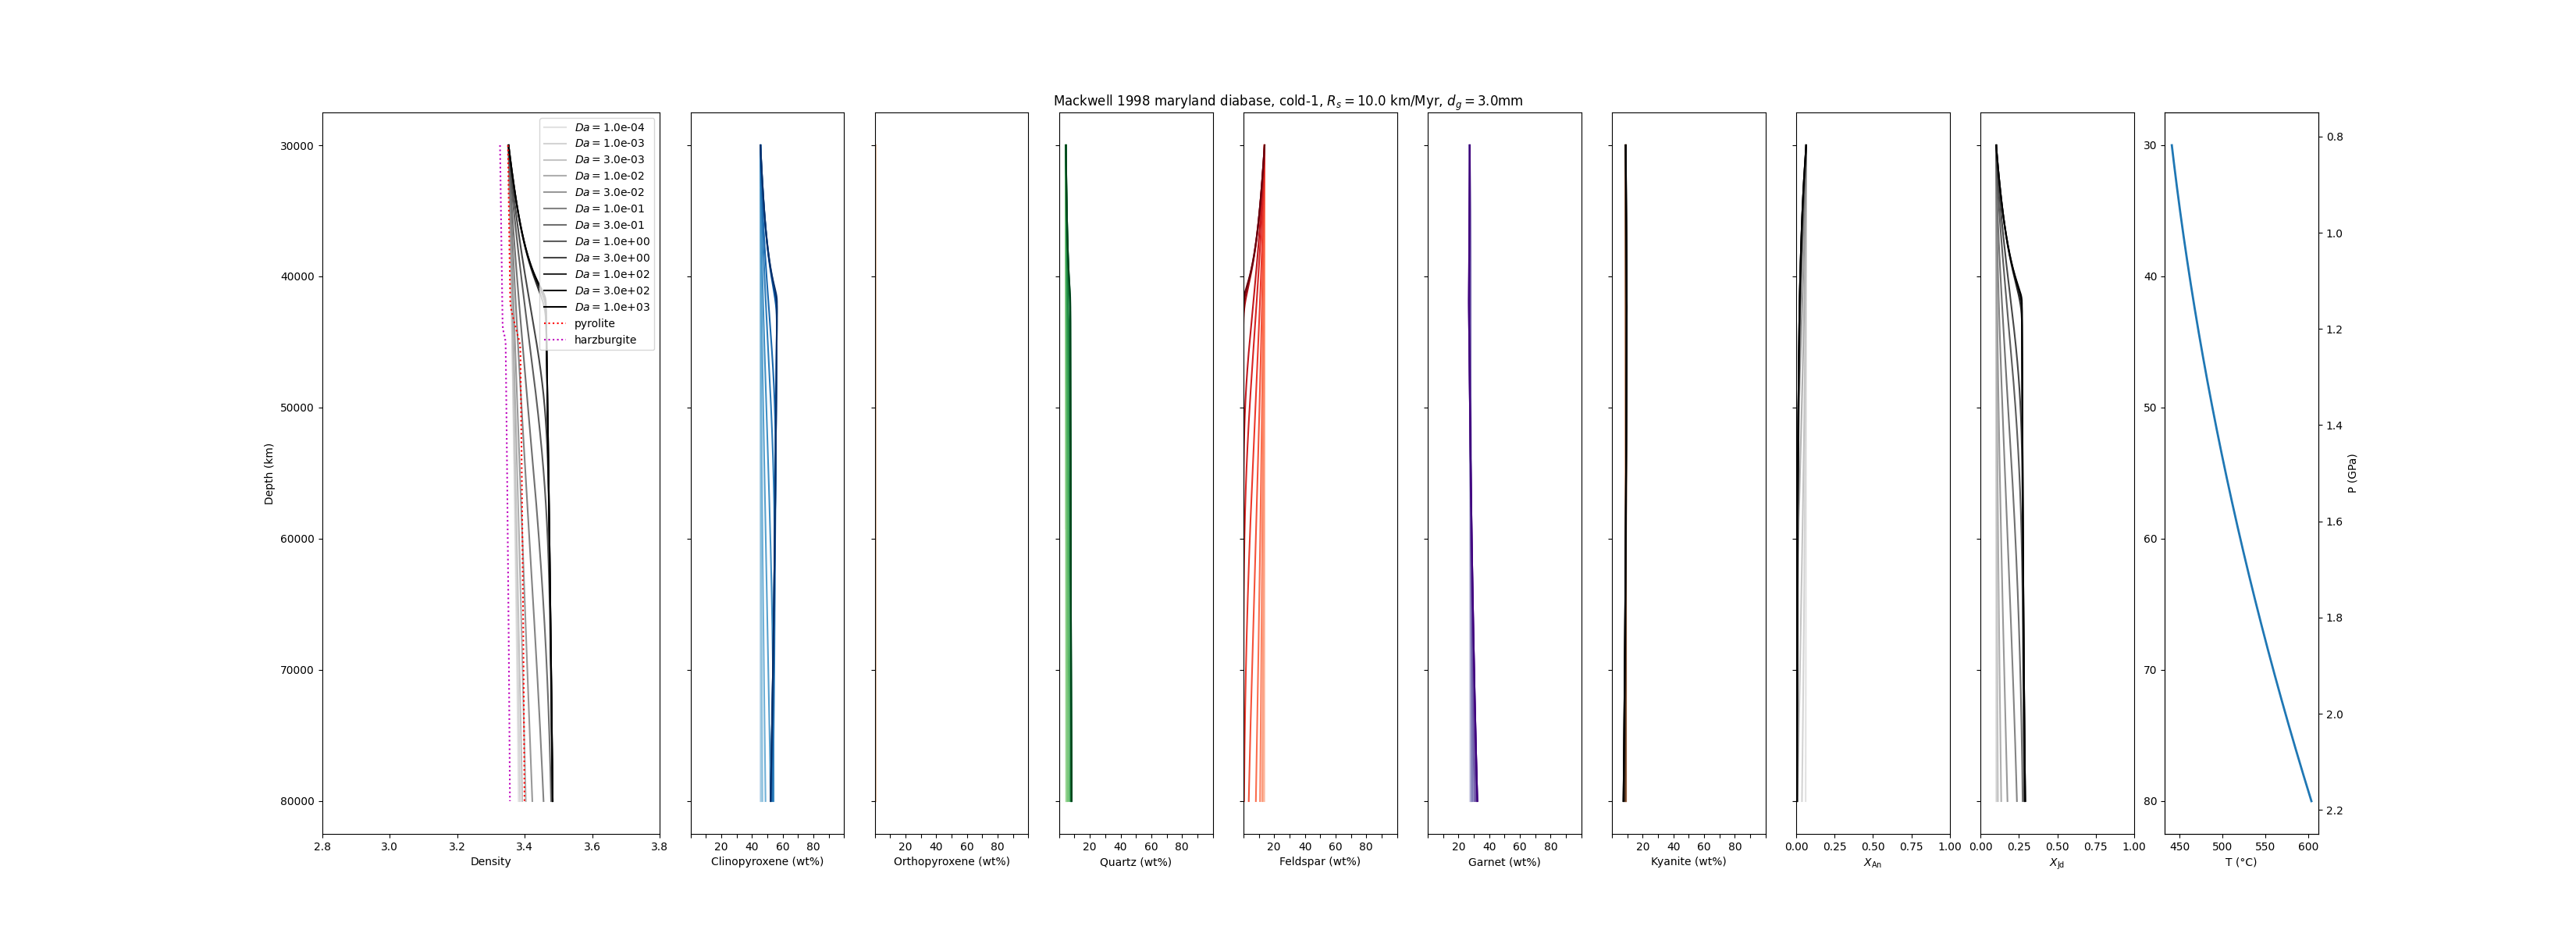 Mackwell 1998 maryland diabase, cold-1, R_s = 10.0 km/Myr, d_g = 3.0mm
Da = 1.0e-04
Da = 1.0e-03
Da = 3.0e-03
Da = 1.0e-02
Da = 3.0e-02
Da = 1.0e-01
Da = 3.0e-01
Da = 1.0e+00
Da = 3.0e+00
Da = 1.0e+02
Da = 3.0e+02
Da = 1.0e+03
pyrolite
harzburgite
Depth (km)
30000
40000
50000
60000
70000
80000
2.8 3.0 3.2 3.4 3.6 3.8
Density
20 40 60 80
Clinopyroxene (wt%)
20 40 60 80
Orthopyroxene (wt%)
20 40 60 80
Quartz (wt%)
20 40 60 80
Feldspar (wt%)
20 40 60 80
Garnet (wt%)
20 40 60 80
Kyanite (wt%)
0.00 0.25 0.50 0.75 1.00
X_An
0.00 0.25 0.50 0.75 1.00
X_Jd
30
40
50
60
70
80
450 500 550 600
T (°C)
0.8
1.0
1.2
1.4
1.6
1.8
2.0
2.2
P (GPa)